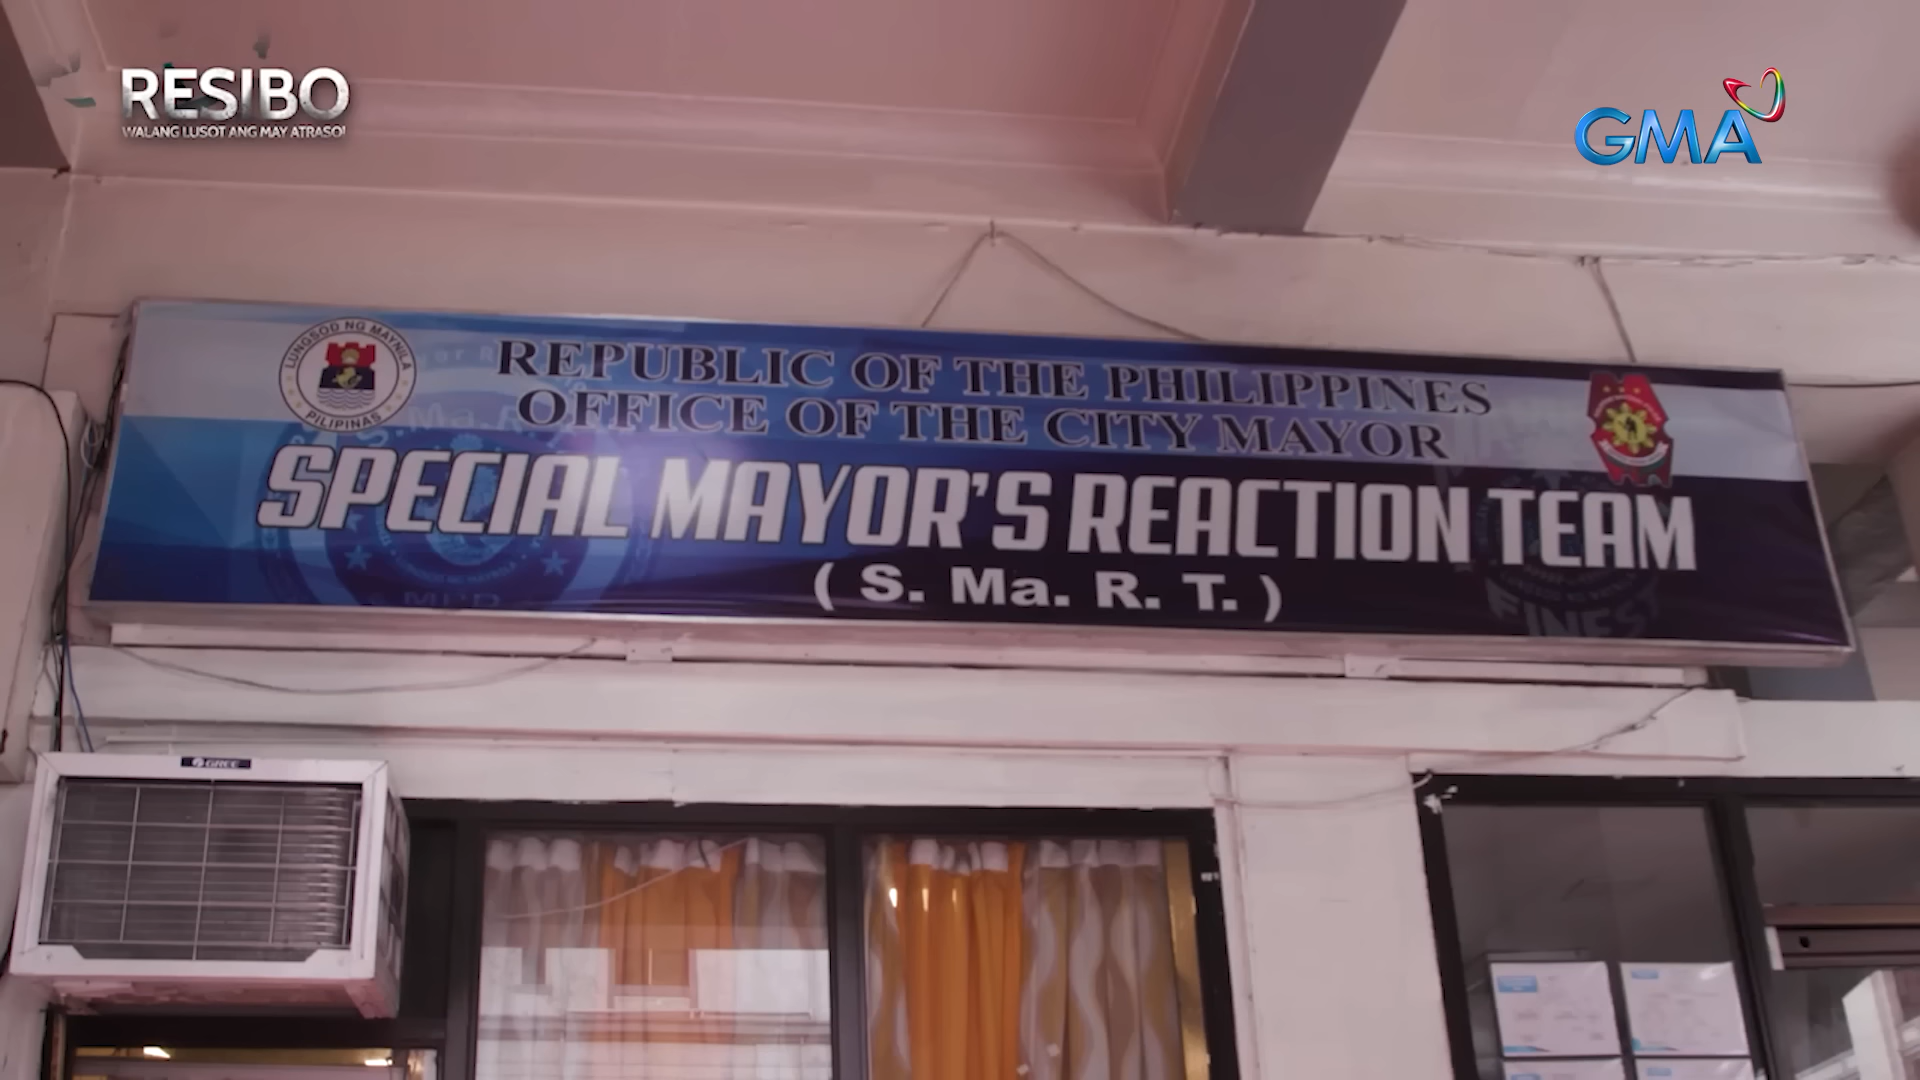 RESIBO
WALANG LUSOT ANG MAY ATRASO!
GMA
LUNGSOD NG MAYNILA
PILIPINAS
REPUBLIC OF THE PHILIPPINES
OFFICE OF THE CITY MAYOR
SPECIAL MAYOR'S REACTION TEAM
( S. Ma. R. T. )
FINEST
GREE